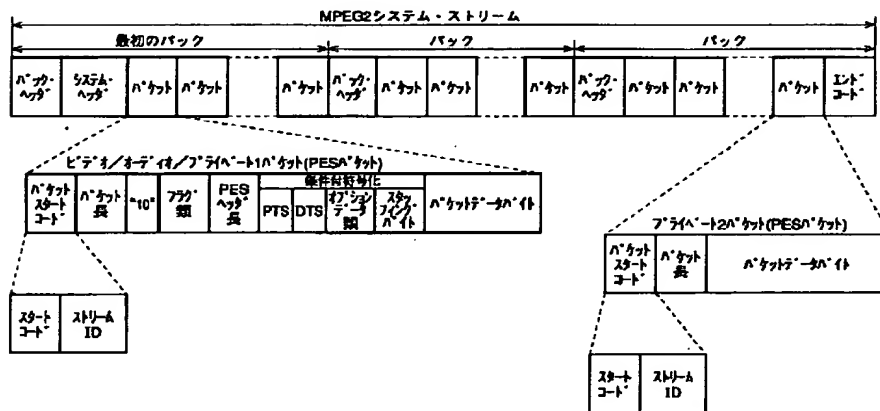 MPEG2システム・ストリーム
最初のパック
パック
パック
パック・ヘッダ
システム・ヘッダ
パケット
パケット
パケット
パック・ヘッダ
パケット
パケット
パケット
パック・ヘッダ
パケット
パケット
パケット
エンドコード
ビデオ/オーディオ/プライベート1パケット(PESパケット)
条件付符号化
パケットスタートコード
パケット長
"10"
フラグ類
PESヘッダ長
PTS
DTS
オプションデータ類
スタッフィング・バイト
パケットデータバイト
プライベート2パケット(PESパケット)
パケットスタートコード
パケット長
パケットデータバイト
スタートコード
ストリームID
スタートコード
ストリームID